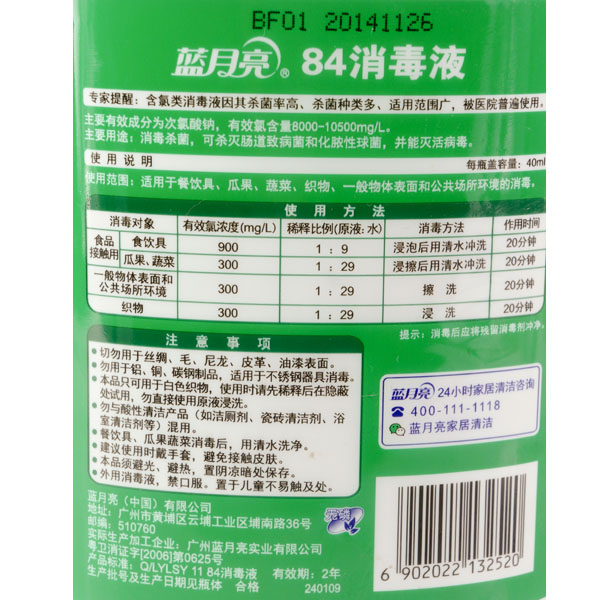 BF01 20141126
蓝月亮® 84消毒液
专家提醒：含氯类消毒液因其杀菌率高、杀菌种类多、适用范围广，被医院普遍使用。
主要有效成分为次氯酸钠，有效氯含量8000-10500mg/L。
主要用途：消毒杀菌，可杀灭肠道致病菌和化脓性球菌，并能灭活病毒。
使用说明 每瓶盖容量: 40ml
使用范围：适用于餐饮具、瓜果、蔬菜、织物、一般物体表面和公共场所环境的消毒。
使用方法
消毒对象 有效氯浓度(mg/L) 稀释比例(原液: 水) 消毒方法 作用时间
食品接触用 食饮具 900 1 : 9 浸泡后用清水冲洗 20分钟
瓜果、蔬菜 300 1 : 29 浸擦后用清水冲洗 20分钟
一般物体表面和
公共场所环境 300 1 : 29 擦 洗 20分钟
织物 300 1 : 29 浸 洗 20分钟
提示：消毒后应将残留消毒剂冲净。
注意事项
•切勿用于丝绸、毛、尼龙、皮革、油漆表面。
•勿用于铝、铜、碳钢制品，适用于不锈钢器具消毒。
•本品只可用于白色织物，使用时请先稀释后在隐蔽
处试用，勿直接使用原液浸洗。
•勿与酸性清洁产品（如洁厕剂、瓷砖清洁剂、浴
室清洁剂等）混用。
•餐饮具、瓜果蔬菜消毒后，用清水洗净。
•建议使用时戴手套，避免接触皮肤。
•本品须避光、避热，置阴凉暗处保存。
•外用消毒液，禁口服。置于儿童不易触及处。
蓝月亮 24小时家居清洁咨询
400-111-1118
蓝月亮家居清洁
蓝月亮（中国）有限公司
地址：广州市黄埔区云埔工业区埔南路36号
邮编：510760
实际生产加工企业：广州蓝月亮实业有限公司
粤卫消证字[2006]第0625号
产品标准：Q/LYLSY 11 84消毒液 有效期：2年
生产批号及生产日期见瓶体 合格 240109
无磷
6 902022 132520